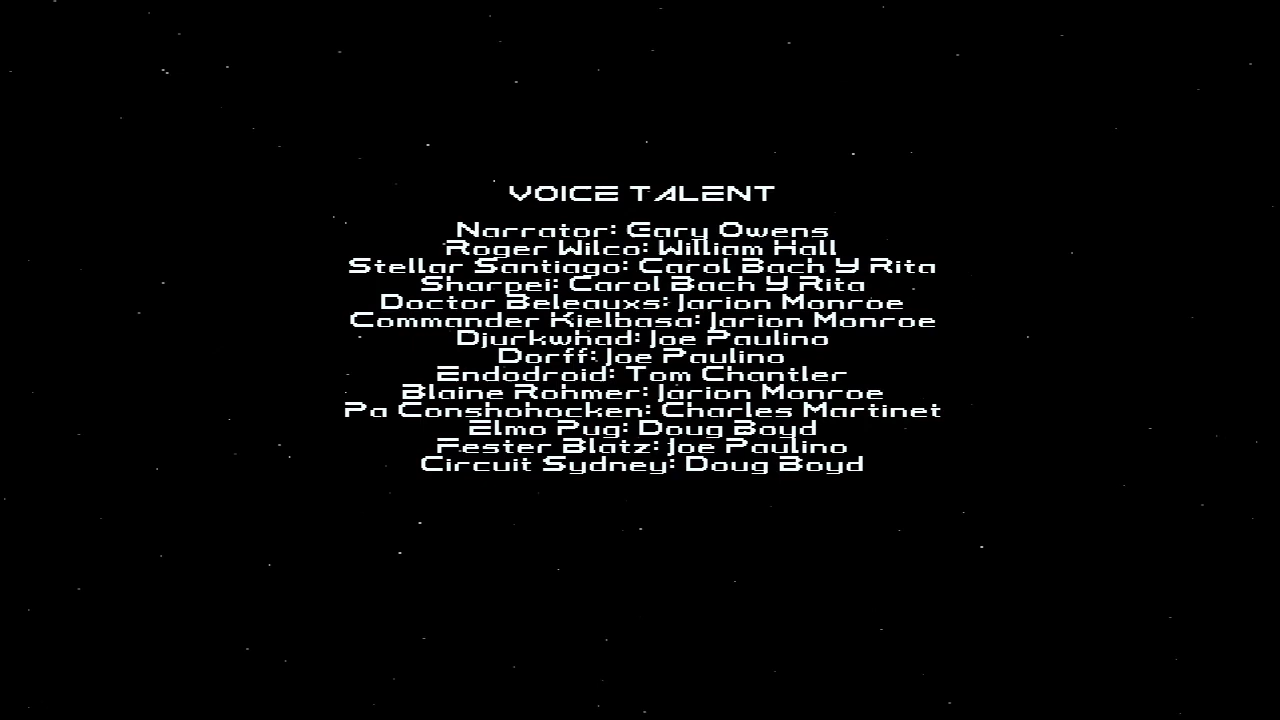 VOICE TALENT
Narrator: Gary Owens
Roger Wilco: William Hall
Stellar Santiago: Carol Bach Y Rita
Sharpei: Carol Bach Y Rita
Doctor Beleauxs: Jarion Monroe
Commander Kielbasa: Jarion Monroe
Djurkwhad: Joe Paulino
Dorff: Joe Paulino
Endodroid: Tom Chantler
Blaine Rohmer: Jarion Monroe
Pa Conshohocken: Charles Martinet
Elmo Pug: Doug Boyd
Fester Blatz: Joe Paulino
Circuit Sydney: Doug Boyd